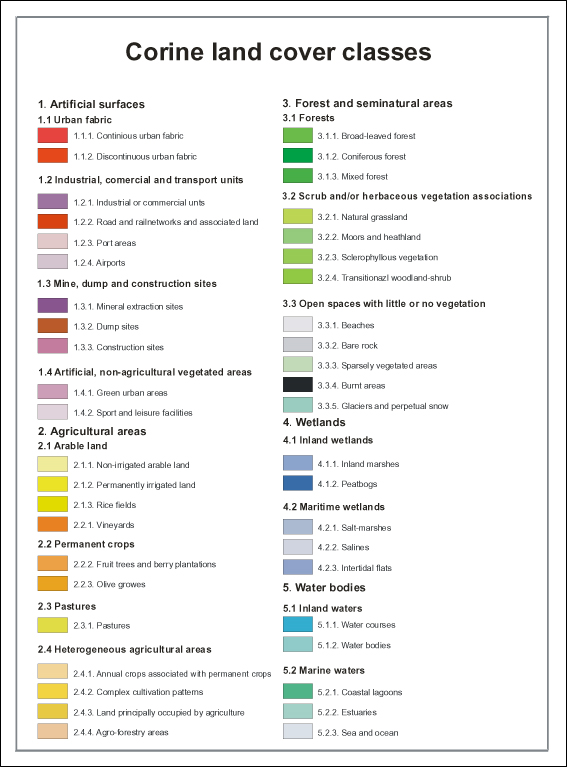 Corine land cover classes
1. Artificial surfaces
1.1 Urban fabric
1.1.1. Continious urban fabric
1.1.2. Discontinuous urban fabric
1.2 Industrial, comercial and transport units
1.2.1. Industrial or commercial unts
1.2.2. Road and railnetworks and associated land
1.2.3. Port areas
1.2.4. Airports
1.3 Mine, dump and construction sites
1.3.1. Mineral extraction sites
1.3.2. Dump sites
1.3.3. Construction sites
1.4 Artificial, non-agricultural vegetated areas
1.4.1. Green urban areas
1.4.2. Sport and leisure facilities
2. Agricultural areas
2.1 Arable land
2.1.1. Non-irrigated arable land
2.1.2. Permanently irrigated land
2.1.3. Rice fields
2.2.1. Vineyards
2.2 Permanent crops
2.2.2. Fruit trees and berry plantations
2.2.3. Olive growes
2.3 Pastures
2.3.1. Pastures
2.4 Heterogeneous agricultural areas
2.4.1. Annual crops associated with permanent crops
2.4.2. Complex cultivation patterns
2.4.3. Land principally occupied by agriculture
2.4.4. Agro-forestry areas
3. Forest and seminatural areas
3.1 Forests
3.1.1. Broad-leaved forest
3.1.2. Coniferous forest
3.1.3. Mixed forest
3.2 Scrub and/or herbaceous vegetation associations
3.2.1. Natural grassland
3.2.2. Moors and heathland
3.2.3. Sclerophyllous vegetation
3.2.4. Transitionazl woodland-shrub
3.3 Open spaces with little or no vegetation
3.3.1. Beaches
3.3.2. Bare rock
3.3.3. Sparsely vegetated areas
3.3.4. Burnt areas
3.3.5. Glaciers and perpetual snow
4. Wetlands
4.1 Inland wetlands
4.1.1. Inland marshes
4.1.2. Peatbogs
4.2 Maritime wetlands
4.2.1. Salt-marshes
4.2.2. Salines
4.2.3. Intertidal flats
5. Water bodies
5.1 Inland waters
5.1.1. Water courses
5.1.2. Water bodies
5.2 Marine waters
5.2.1. Coastal lagoons
5.2.2. Estuaries
5.2.3. Sea and ocean